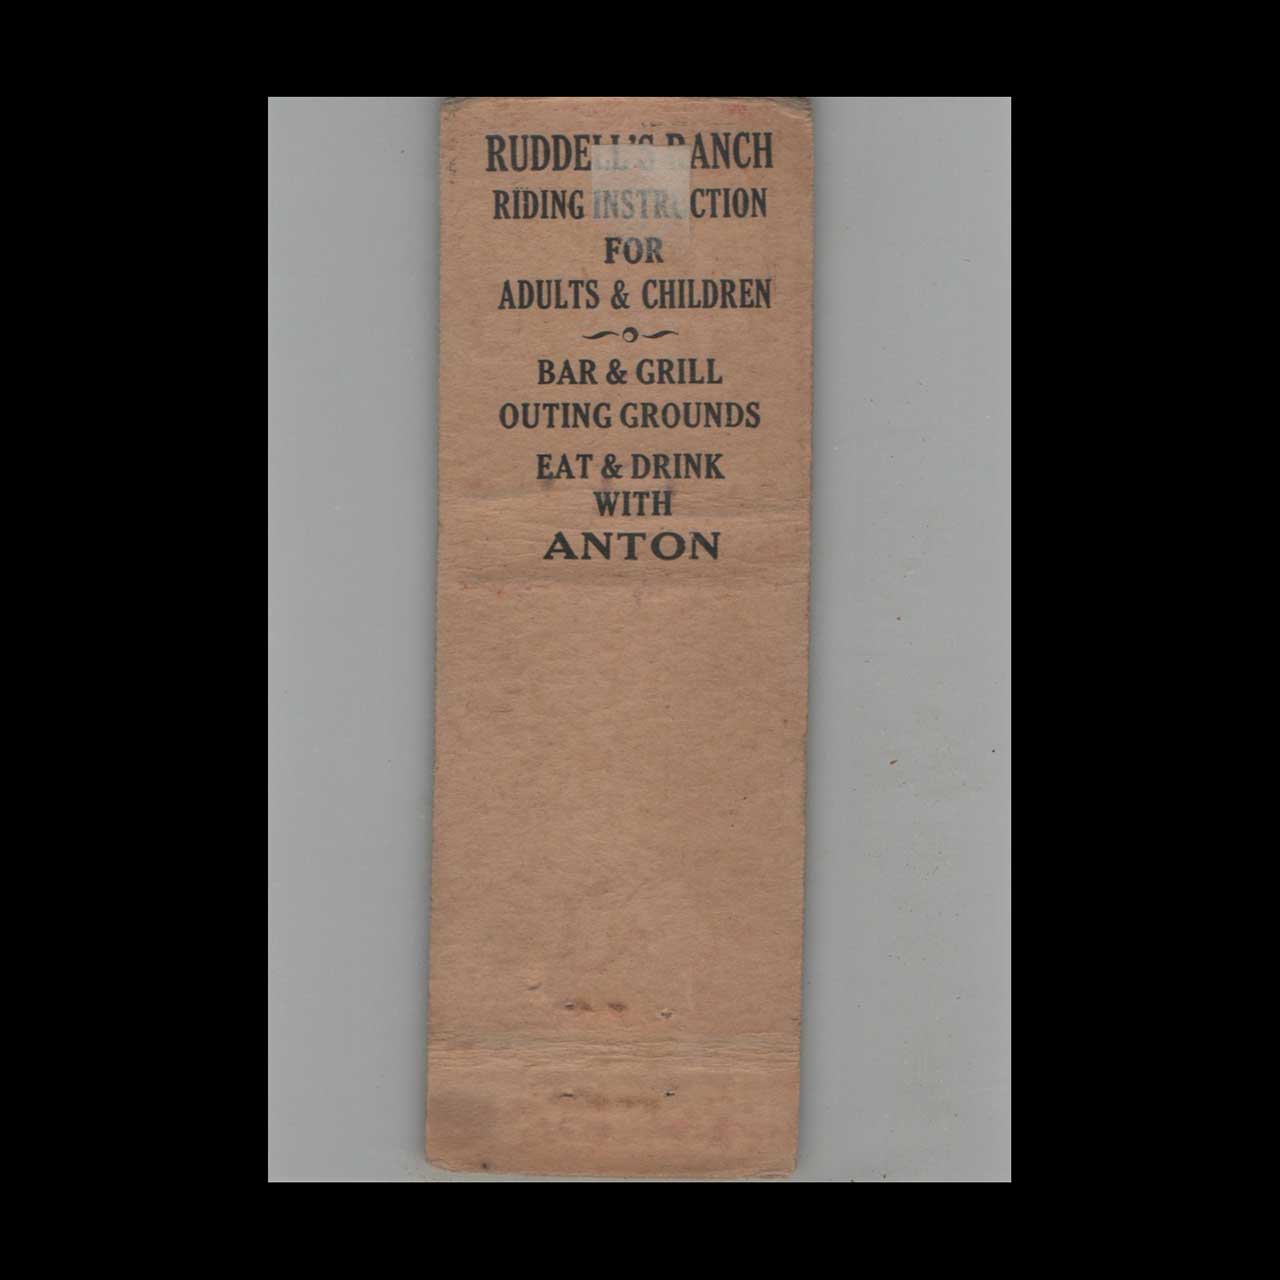 RUDDELL'S RANCH
RIDING INSTRUCTION
FOR
ADULTS & CHILDREN
BAR & GRILL
OUTING GROUNDS
EAT & DRINK
WITH
ANTON